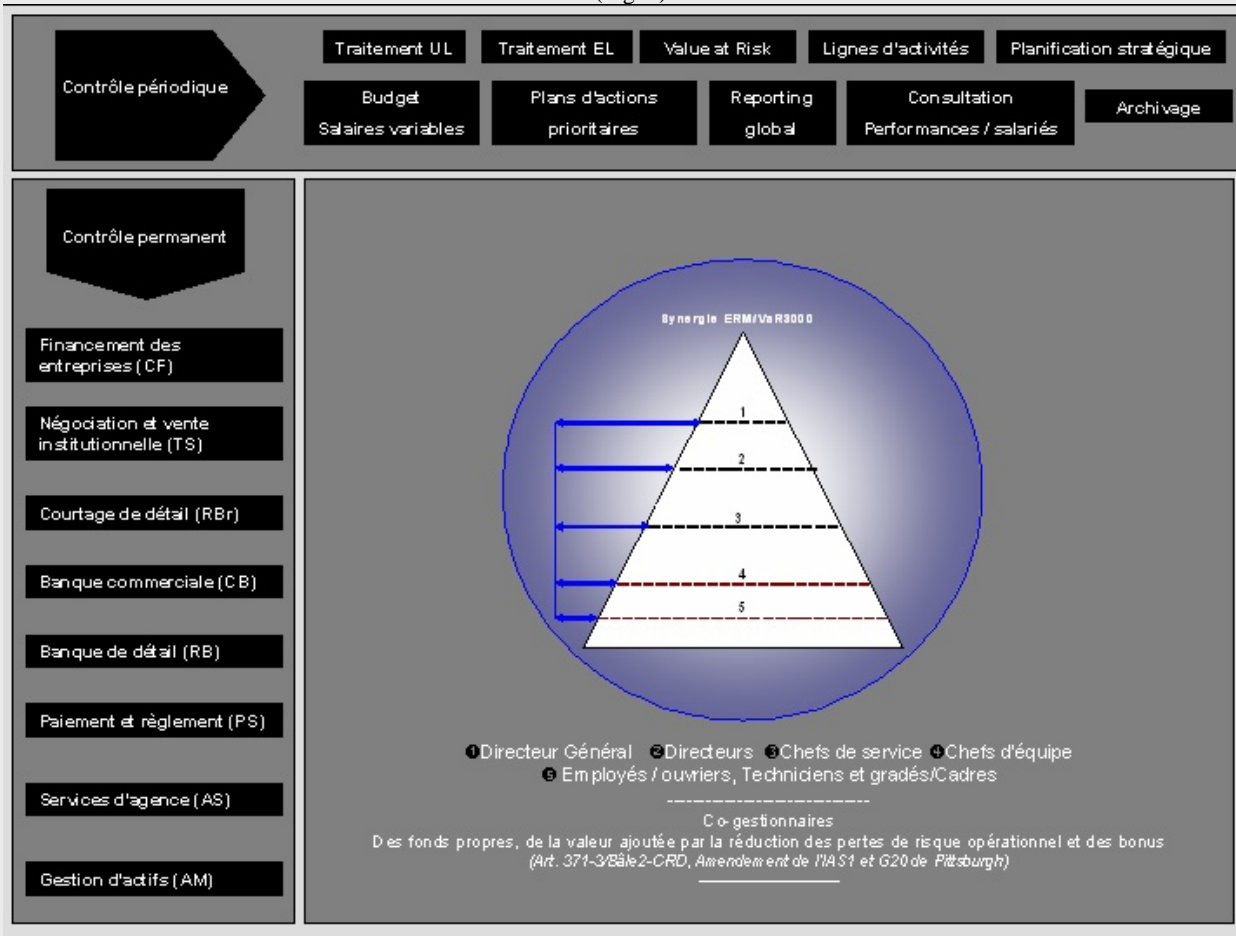 Contrôle périodique
Traitement UL
Traitement EL
Value at Risk
Lignes d'activités
Planification stratégique
Budget
Salaires variables
Plans d'actions
prioritaires
Reporting
global
Consultation
Performances / salariés
Archivage
Contrôle permanent
Financement des
entreprises (CF)
Négociation et vente
institutionnelle (TS)
Courtage de détail (RBr)
Banque commerciale (CB)
Banque de détail (RB)
Paiement et règlement (PS)
Services d'agence (AS)
Gestion d'actifs (AM)
Synergie ERM/VaR3000
1
2
3
4
5
❶Directeur Général ❷Directeurs ❸Chefs de service ❹Chefs d'équipe
❺ Employés / ouvriers, Techniciens et gradés/Cadres
Co-gestionnaires
Des fonds propres, de la valeur ajoutée par la réduction des pertes de risque opérationnel et des bonus
(Art. 371-3/Bâle2-CRD, Amendement de l'IAS1 et G20 de Pittsburgh)